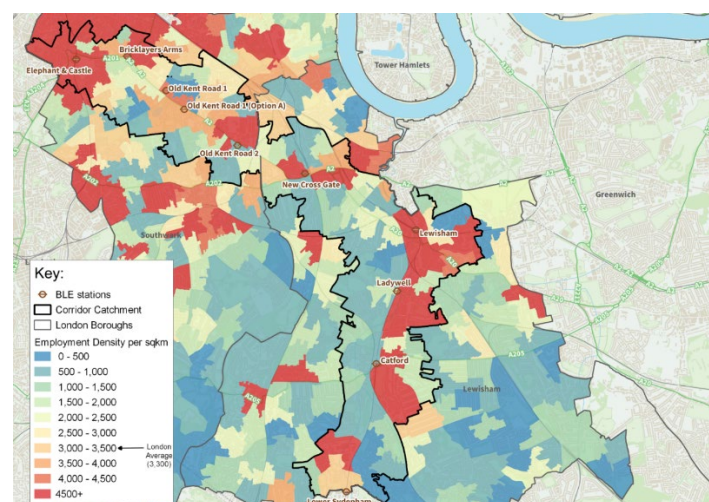 Bricklayers Arms
Elephant & Castle
Tower Hamlets
Old Kent Road 1
Old Kent Road 1 (Option A)
Old Kent Road 2
New Cross Gate
Greenwich
Southwark
Lewisham
Ladywell
Catford
Lewisham
A205
Lower Sydenham
Key:
BLE stations
Corridor Catchment
London Boroughs
Employment Density per sqkm
0 - 500
500 - 1,000
1,000 - 1,500
1,500 - 2,000
2,000 - 2,500
2,500 - 3,000
3,000 - 3,500
London
Average
(3,300)
3,500 - 4,000
4,000 - 4,500
4500+